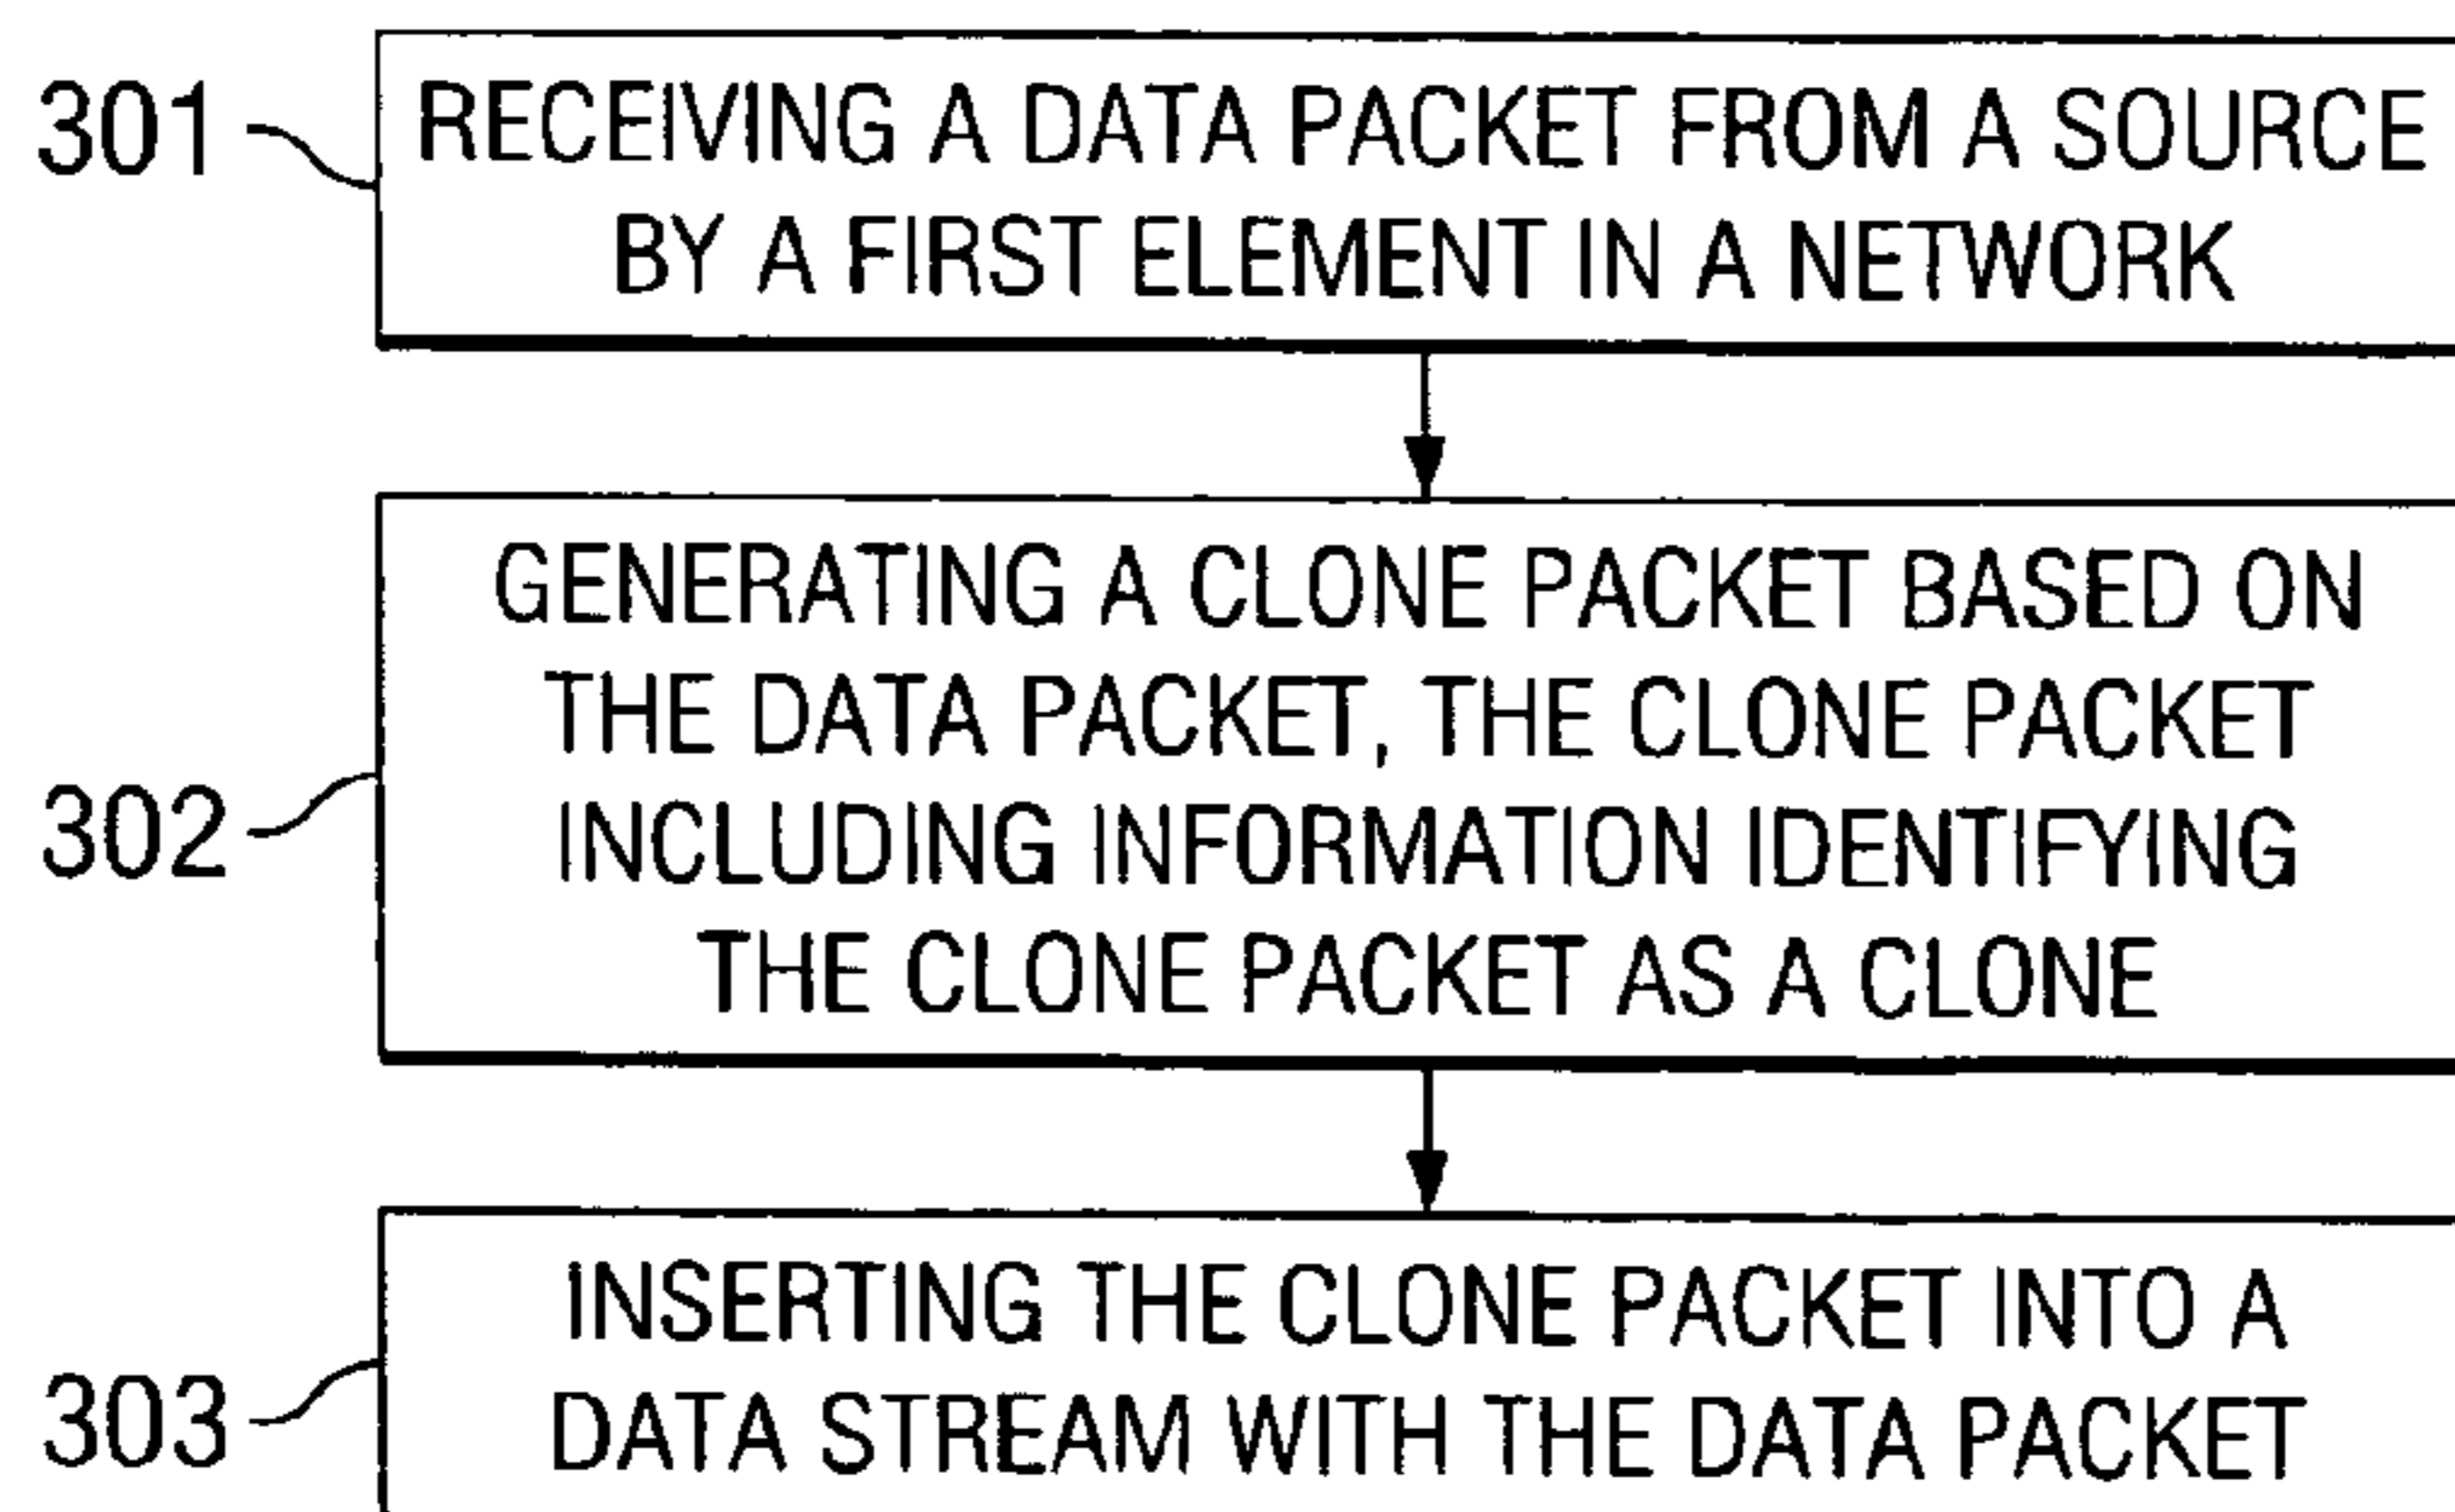 301
RECEIVING A DATA PACKET FROM A SOURCE
BY A FIRST ELEMENT IN A NETWORK
302
GENERATING A CLONE PACKET BASED ON
THE DATA PACKET, THE CLONE PACKET
INCLUDING INFORMATION IDENTIFYING
THE CLONE PACKET AS A CLONE
303
INSERTING THE CLONE PACKET INTO A
DATA STREAM WITH THE DATA PACKET